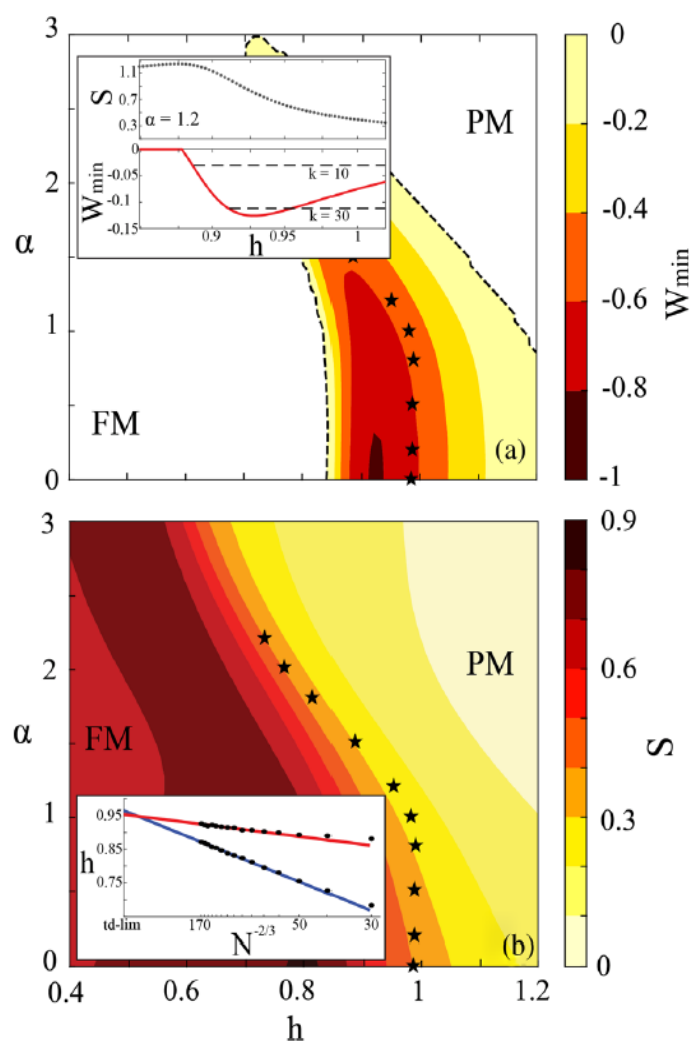 3
2
1
0
α
FM
PM
(a)
S
1.1
0.7
0.3
α = 1.2
Wmin
0
-0.05
-0.1
-0.15
k = 10
k = 30
0.9
0.95
1
h
0
-0.2
-0.4
-0.6
-0.8
-1
Wmin
3
2
1
0
α
FM
PM
(b)
h
0.95
0.85
0.75
td-lim
170
50
30
N^-2/3
0.4
0.6
0.8
1
1.2
h
0.9
0.6
0.3
0
S